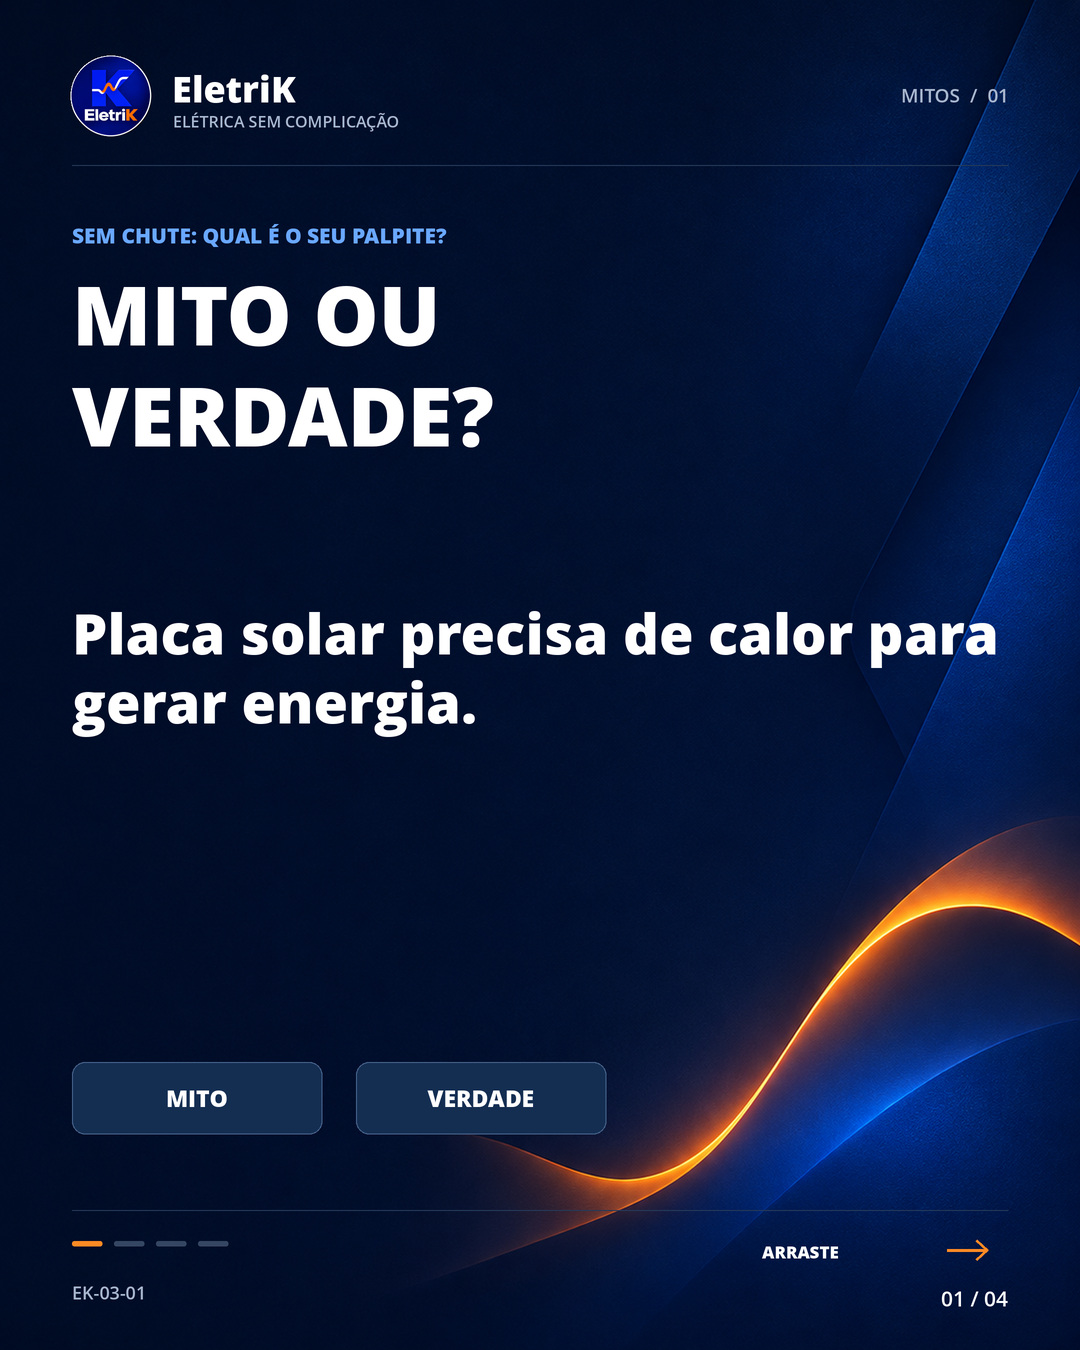 K
EletriK
EletriK
ELÉTRICA SEM COMPLICAÇÃO
MITOS / 01
SEM CHUTE: QUAL É O SEU PALPITE?
MITO OU
VERDADE?
Placa solar precisa de calor para
gerar energia.
MITO
VERDADE
ARRASTE
EK-03-01
01 / 04